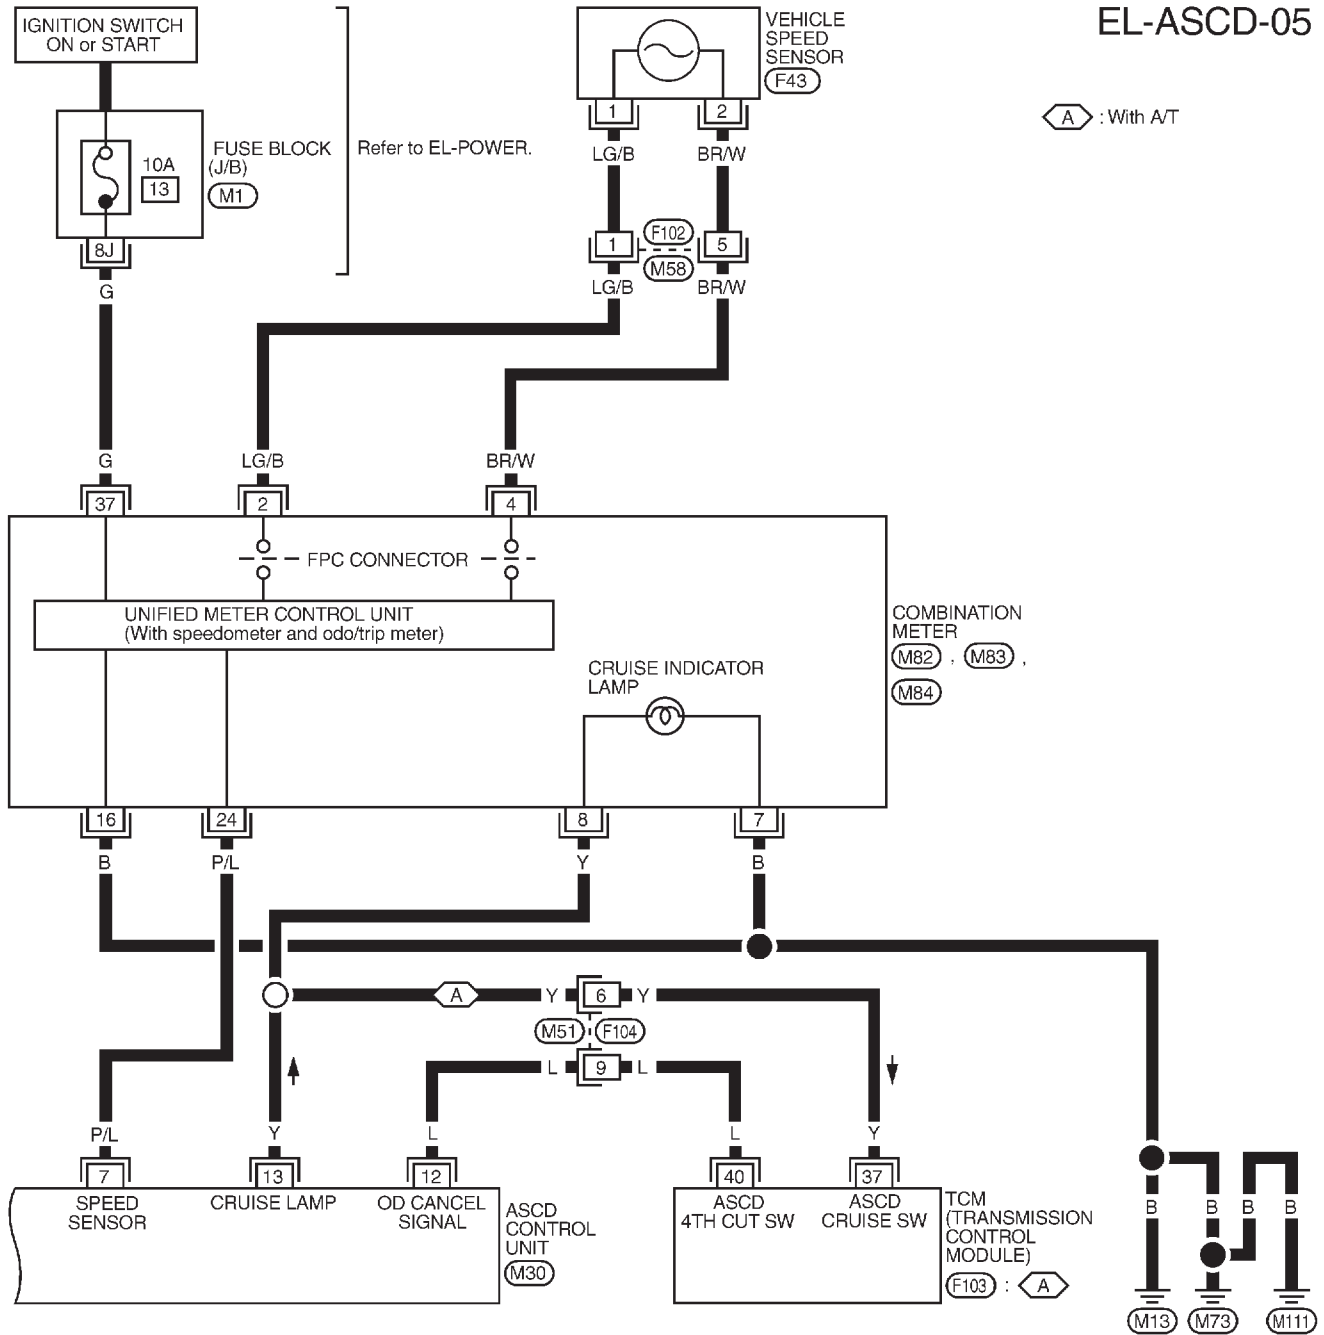 EL-ASCD-05
IGNITION SWITCH
ON or START
VEHICLE
SPEED
SENSOR
F43
A : With A/T
1 2
FUSE BLOCK
(J/B)
M1
10A
13
Refer to EL-POWER.
LG/B BR/W
8J
1 F102 5
M58
G
LG/B BR/W
G LG/B BR/W
37 2 4
FPC CONNECTOR
UNIFIED METER CONTROL UNIT
(With speedometer and odo/trip meter)
COMBINATION
METER
M82 , M83 ,
M84
CRUISE INDICATOR
LAMP
16 24 8 7
B P/L Y B
A Y 6 Y
M51 F104
L 9 L
P/L Y L L Y
7 13 12 40 37
SPEED
SENSOR
CRUISE LAMP
OD CANCEL
SIGNAL
ASCD
CONTROL
UNIT
M30
ASCD
4TH CUT SW
ASCD
CRUISE SW
TCM
(TRANSMISSION
CONTROL
MODULE)
F103 : A
B B B B
M13 M73 M111